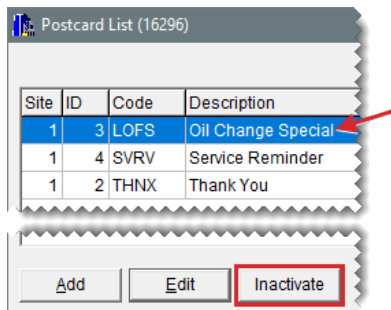 Postcard List (16296)
Site ID Code Description
1 3 LOFS Oil Change Special
1 4 SVRV Service Reminder
1 2 THNX Thank You
Add Edit Inactivate